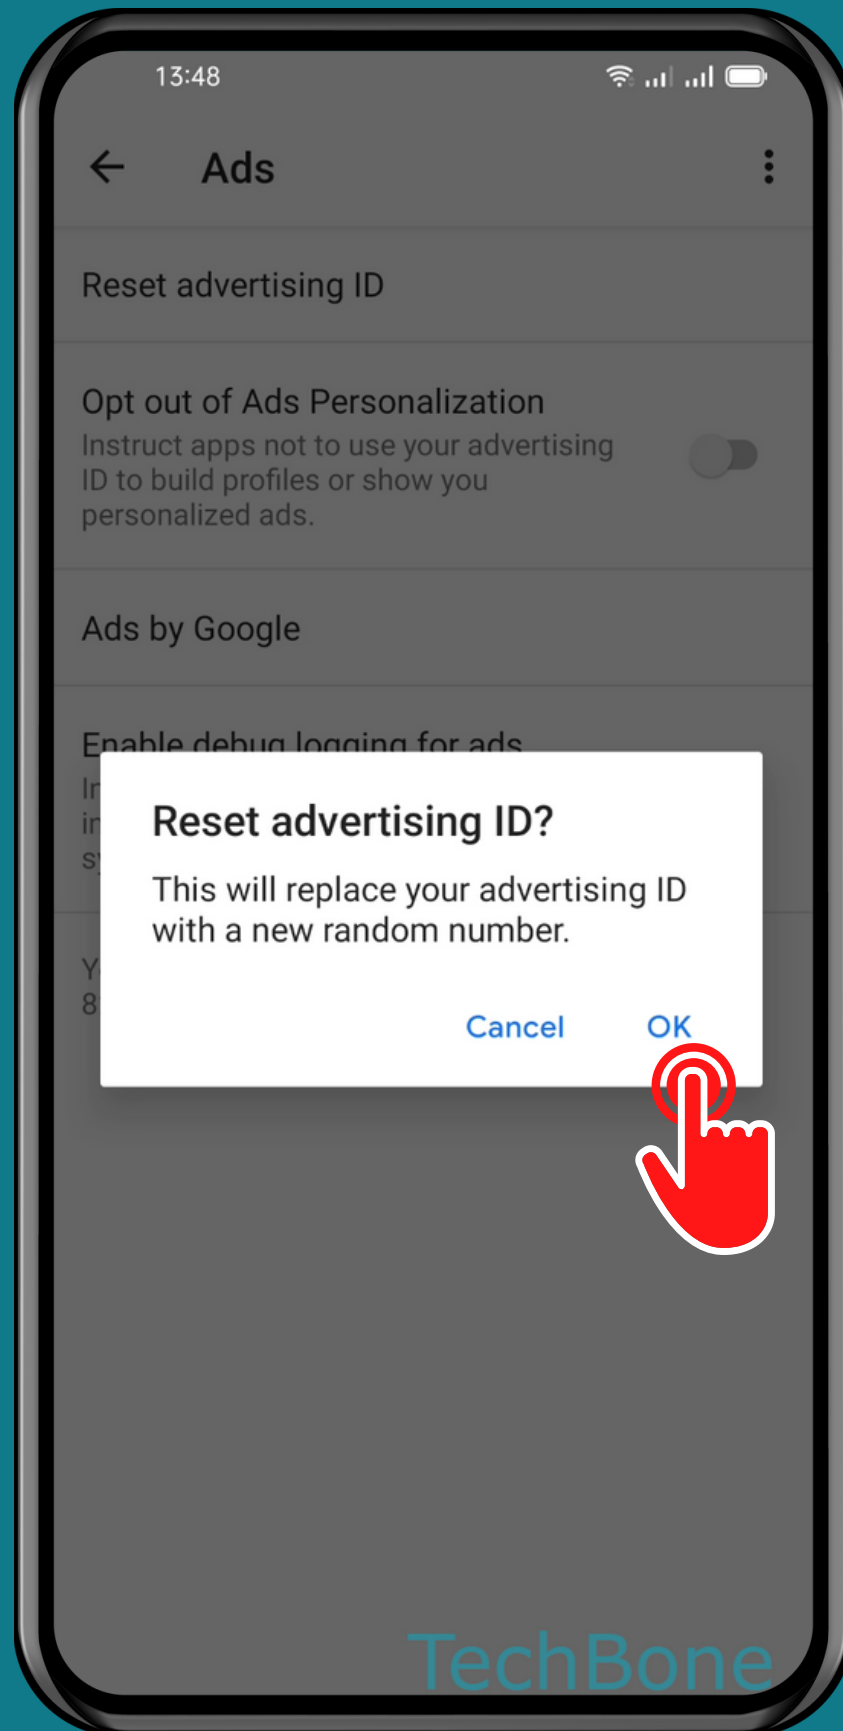 13:48
Ads
Reset advertising ID
Opt out of Ads Personalization
Instruct apps not to use your advertising
ID to build profiles or show you
personalized ads.
Ads by Google
Enable debug logging for ads
Reset advertising ID?
This will replace your advertising ID
with a new random number.
Cancel OK
TechBone